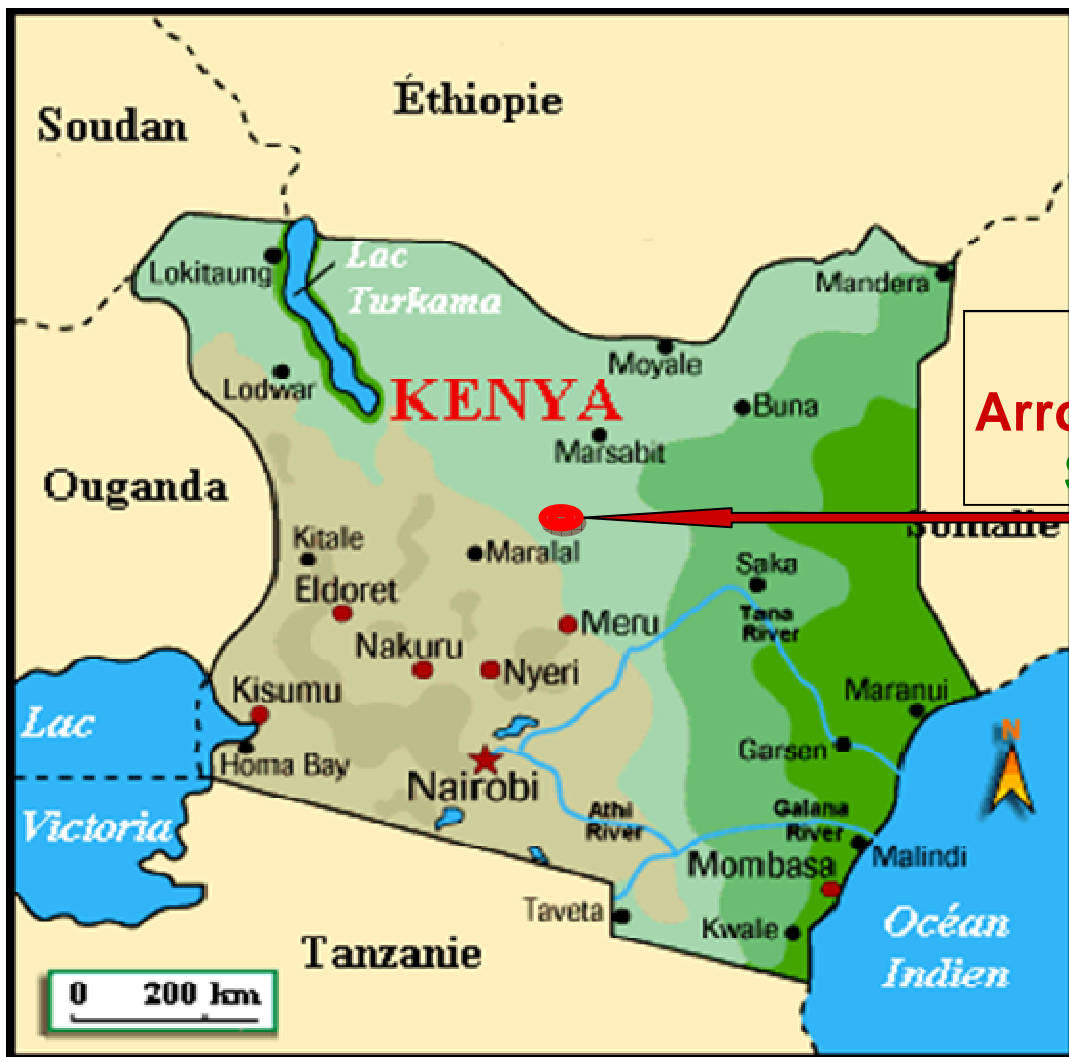 Éthiopie
Soudan
Lac
Turkama
Lokitaung
Mandera
Moyale
Lodwar
KENYA
Buna
Marsabit
Ouganda
Somalie
Kitale
Maralal
Saka
Eldoret
Tana
River
Meru
Nakuru
Nyeri
Kisumu
Maranui
Lac
Garsen
Homa Bay
N
Nairobi
Athi
River
Galana
River
Victoria
Mombasa
Malindi
Taveta
Kwale
Océan
Indien
Tanzanie
0 200 km